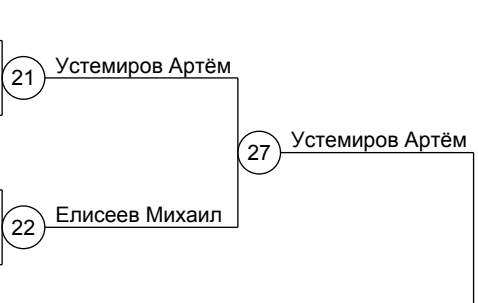 21 Устемиров Артём
27 Устемиров Артём
22 Елисеев Михаил